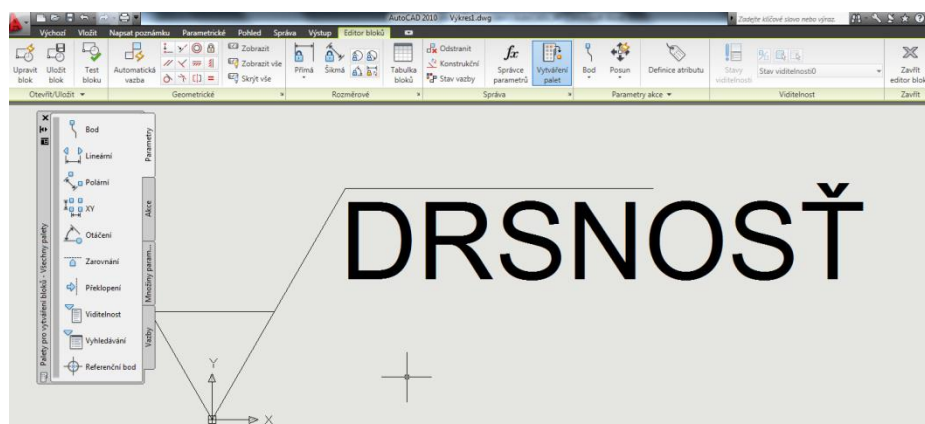 AutoCAD 2010 Vykres1.dwg
Zadejte klíčové slovo nebo výraz
Výchozí Vložit Napsat poznámku Parametrické Pohled Správa Výstup Editor bloků
Upravit blok
Uložit blok
Test bloku
Automatická vazba
Zobrazit
Zobrazit vše
Skrýt vše
Přímá
Šikmá
Tabulka bloků
Odstranit
Konstrukční
Stav vazby
Správce parametrů
Vytváření palet
Bod
Posun
Definice atributu
Stavy viditelnosti
Stav viditelnosti0
Zavřít editor blok
Otevřít/Uložit
Geometrické
Rozměrové
Správa
Parametry akce
Viditelnost
Zavřít
Bod
Lineární
Polární
XY
Otáčení
Zarovnání
Překlopení
Viditelnost
Vyhledávání
Referenční bod
Parametry
Akce
Množiny param...
Vazby
Palety pro vytváření bloků - Všechny palety
DRSNOSŤ
Y
X